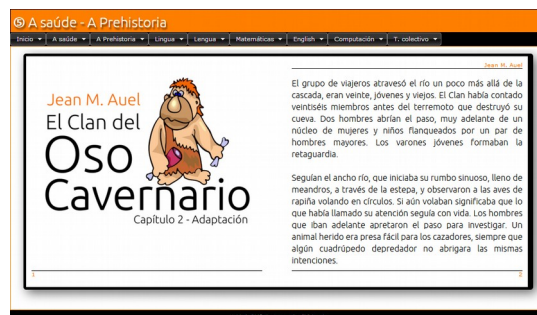 A saúde - A Prehistoria
Inicio A saúde A Prehistoria Lingua Lengua Matemáticas English Computación T. colectivo
Jean M. Auel
El Clan del
Oso
Cavernario
Capítulo 2 - Adaptación
1
Jean M. Auel
El grupo de viajeros atravesó el río un poco más allá de la
cascada, eran veinte, jóvenes y viejos. El Clan había contado
veintiséis miembros antes del terremoto que destruyó su
cueva. Dos hombres abrían el paso, muy adelante de un
núcleo de mujeres y niños flanqueados por un par de
hombres mayores. Los varones jóvenes formaban la
retaguardia.
Seguían el ancho río, que iniciaba su rumbo sinuoso, lleno de
meandros, a través de la estepa, y observaron a las aves de
rapiña volando en círculos. Si aún volaban significaba que lo
que había llamado su atención seguía con vida. Los hombres
que iban adelante apretaron el paso para investigar. Un
animal herido era presa fácil para los cazadores, siempre que
algún cuadrúpedo depredador no abrigara las mismas
intenciones.